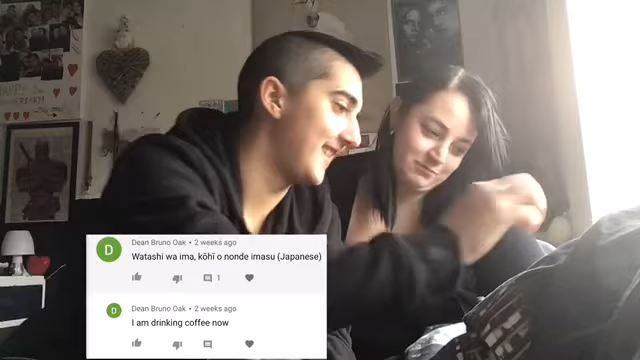 Dean Bruno Oak • 2 weeks ago
Watashi wa ima, kōhī o nonde imasu (Japanese)
1
Dean Bruno Oak • 2 weeks ago
I am drinking coffee now
D
D